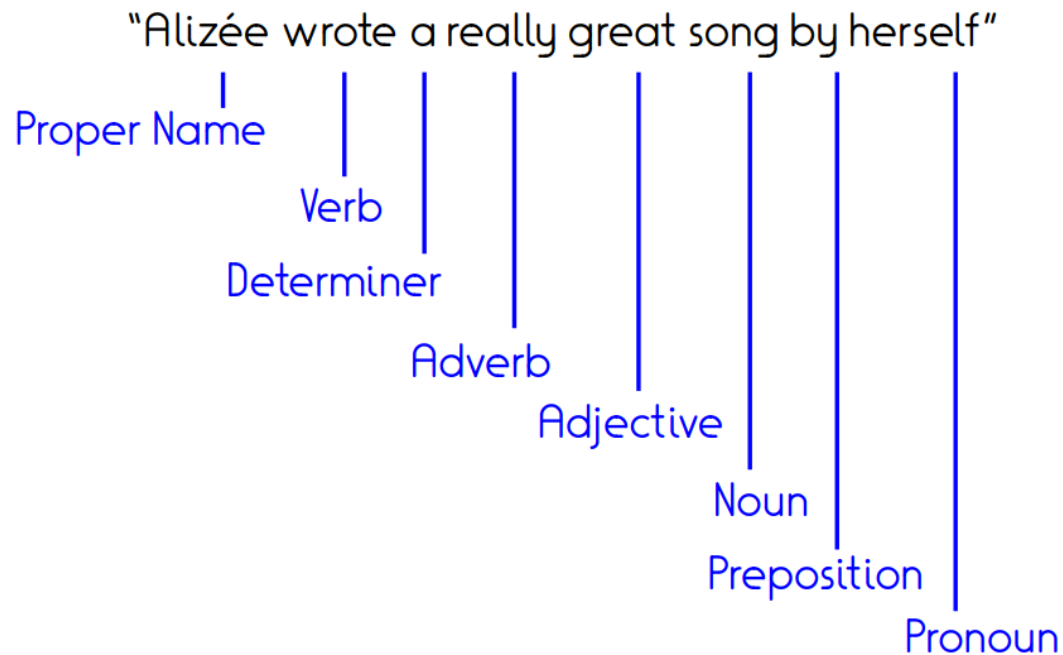 “Alizée wrote a really great song by herself”
Proper Name
Verb
Determiner
Adverb
Adjective
Noun
Preposition
Pronoun